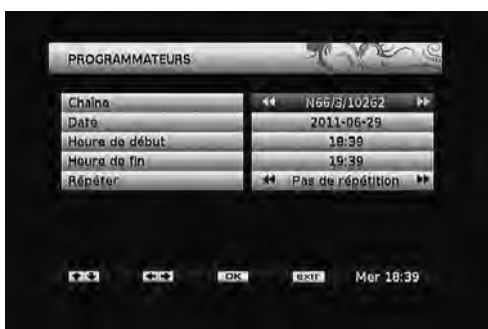 PROGRAMMATEURS
Chaîne N66/3/10262
Date 2011-06-29
Heure de début 18:39
Heure de fin 19:39
Répéter Pas de répétition
OK EXIT Mer 18:39